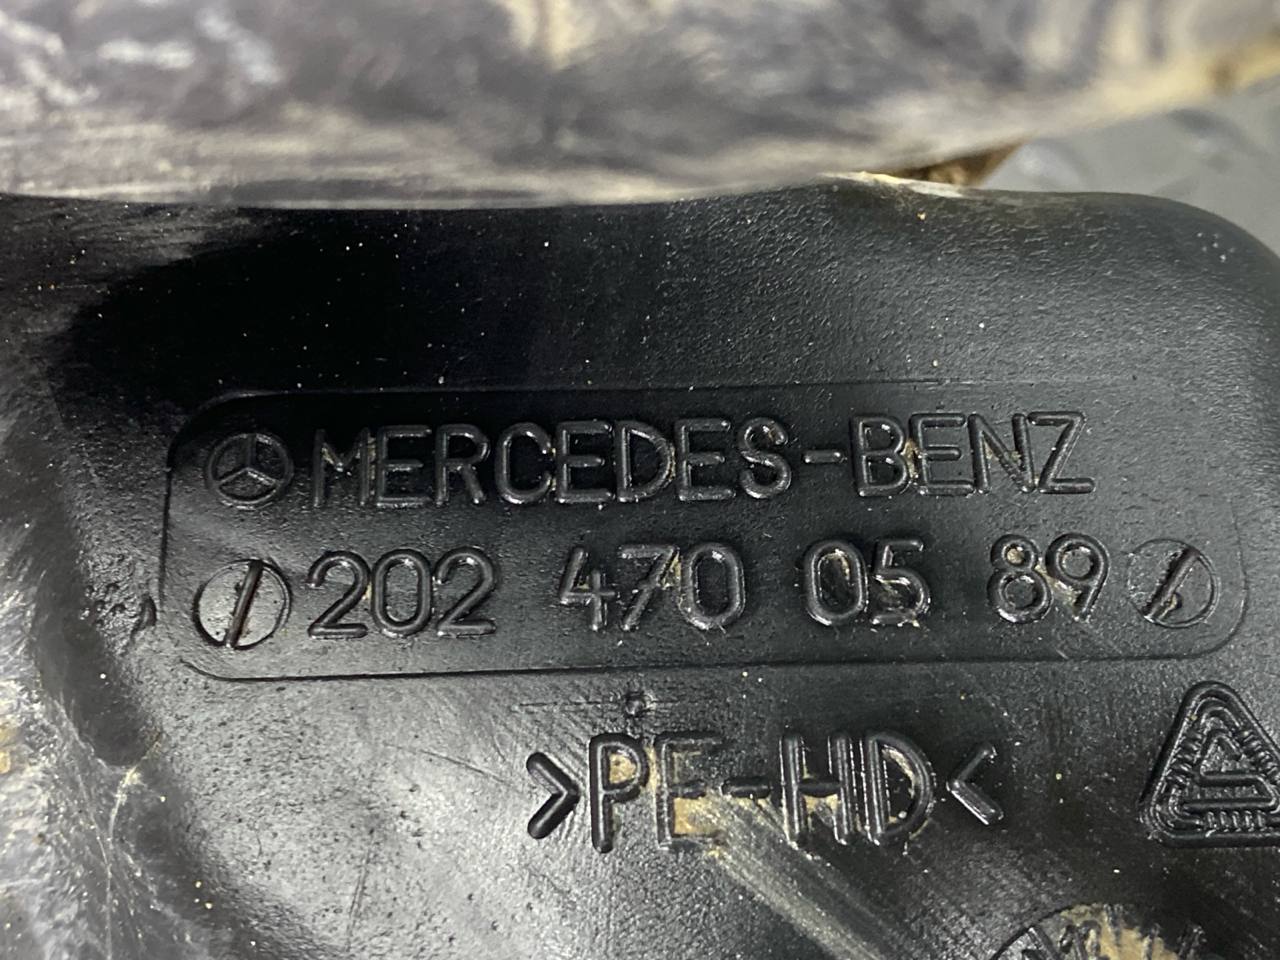 MERCEDES-BENZ
202 470 05 89
>PE-HD<